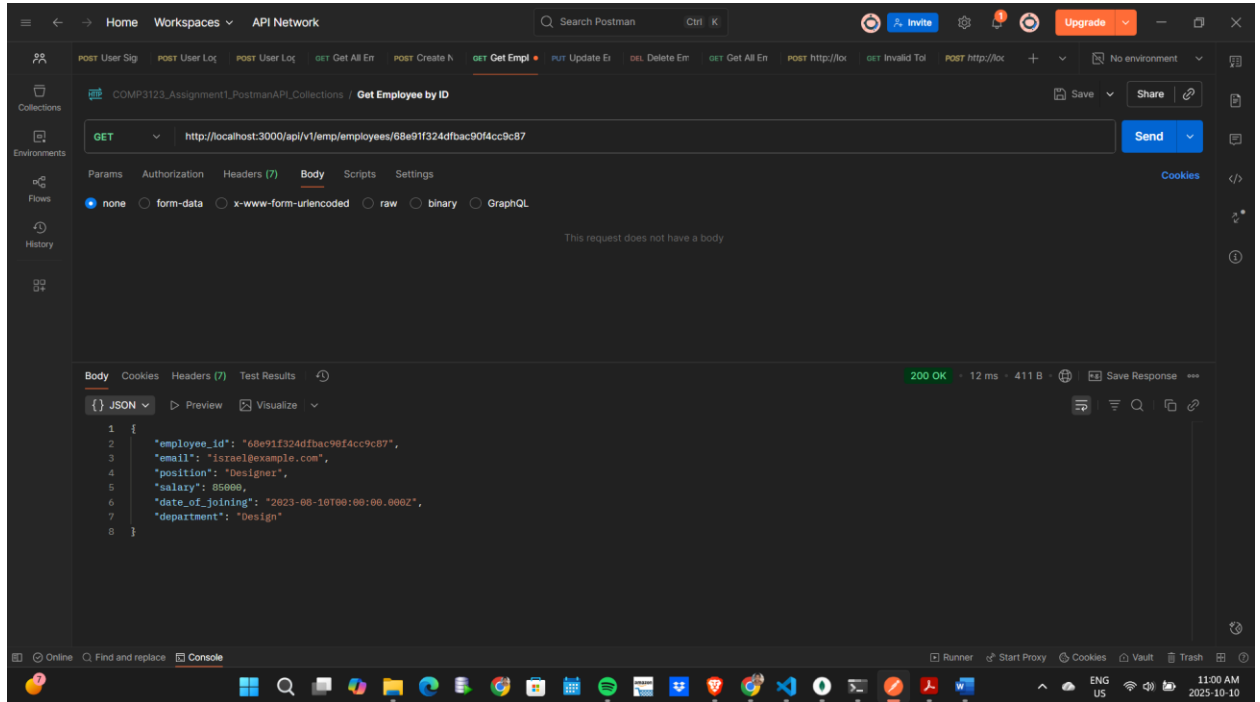 Home Workspaces API Network Search Postman Ctrl K Invite 1 Upgrade
POST User Sig POST User Log POST User Log GET Get All Em POST Create N GET Get Empl PUT Update Ei DEL Delete Em GET Get All Em POST http://loc GET Invalid Tol POST http://loc No environment
Collections
COMP3123_Assignment1_PostmanAPI_Collections / Get Employee by ID Save Share
GET http://localhost:3000/api/v1/emp/employees/68e91f324dfbac90f4cc9c87 Send
Environments
Params Authorization Headers (7) Body Scripts Settings Cookies
Flows
none form-data x-www-form-urlencoded raw binary GraphQL
This request does not have a body
History
Body Cookies Headers (7) Test Results 200 OK 12 ms 411 B Save Response
{} JSON Preview Visualize
1 {
2 "employee_id": "68e91f324dfbac90f4cc9c87",
3 "email": "israel@example.com",
4 "position": "Designer",
5 "salary": 85000,
6 "date_of_joining": "2023-08-10T00:00:00.000Z",
7 "department": "Design"
8 }
Online Find and replace Console Runner Start Proxy Cookies Vault Trash
7 ENG 11:00 AM
US 2025-10-10